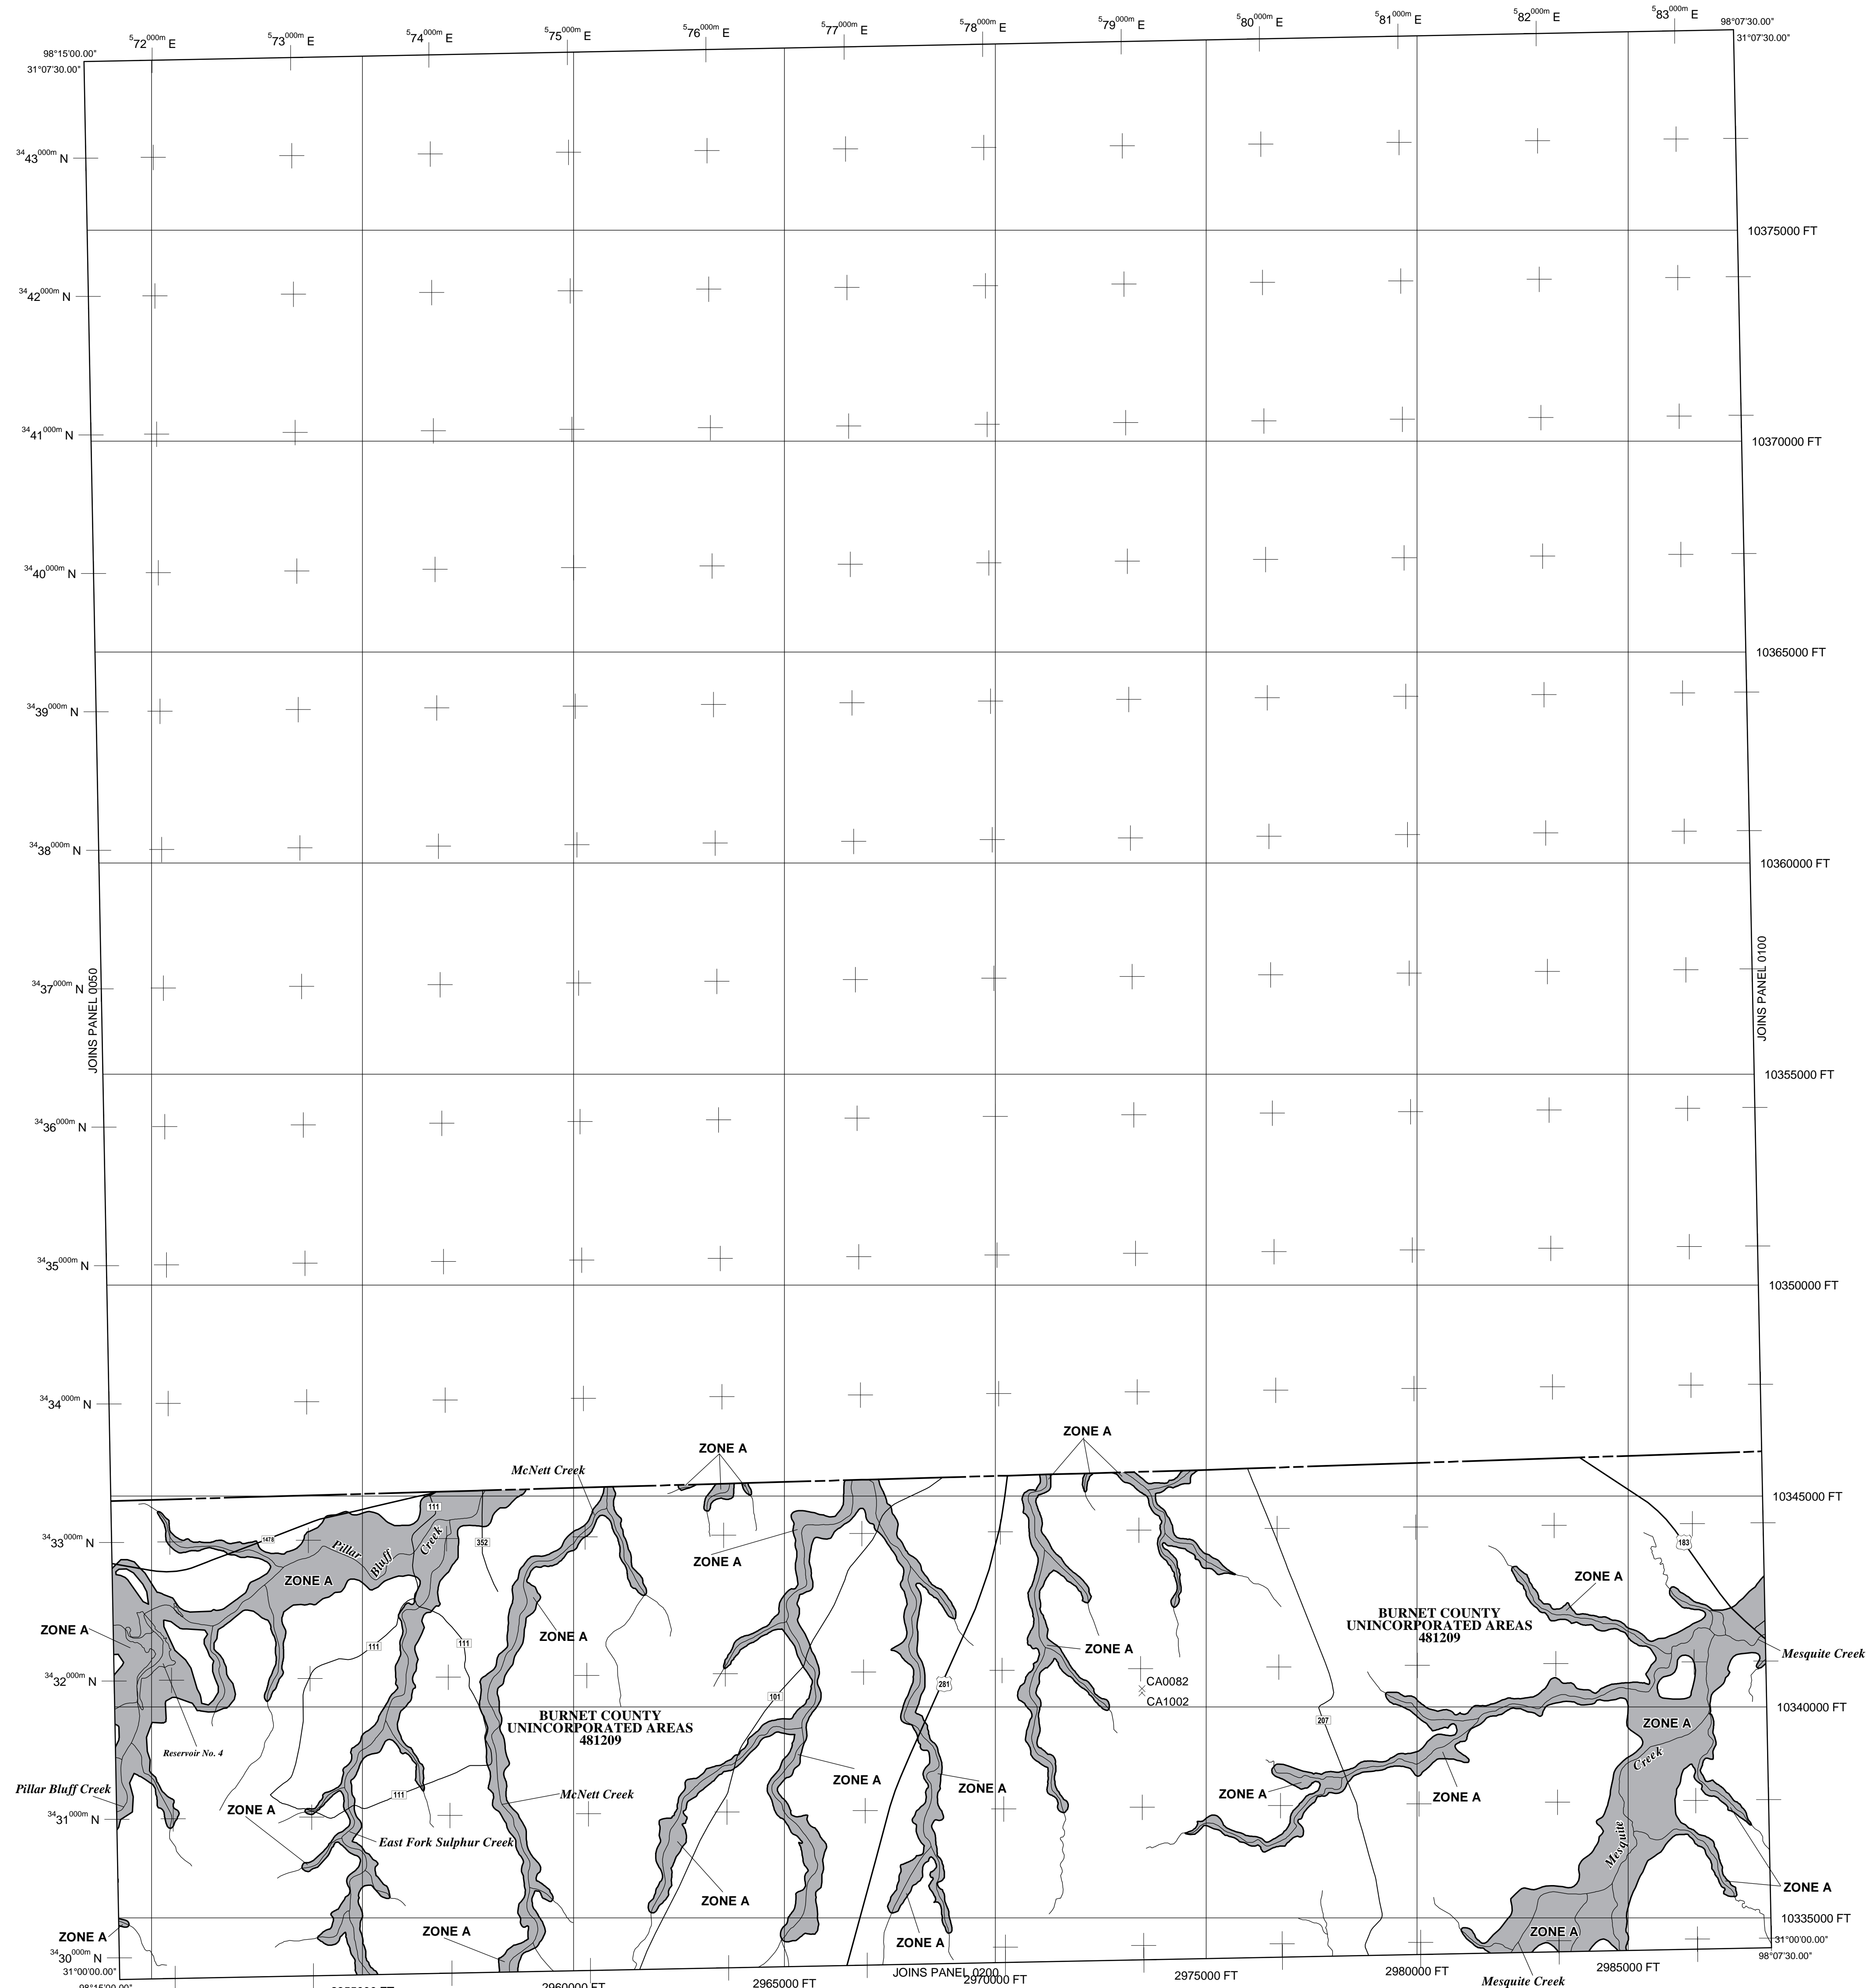 572000m E
573000m E
574000m E
575000m E
576000m E
577000m E
578000m E
579000m E
580000m E
581000m E
582000m E
583000m E
98°15'00.00"
31°07'30.00"
98°07'30.00"
31°07'30.00"
3443000m N
10375000 FT
3442000m N
3441000m N
10370000 FT
3440000m N
10365000 FT
3439000m N
3438000m N
10360000 FT
JOINS PANEL 0050
JOINS PANEL 0100
3437000m N
10355000 FT
3436000m N
3435000m N
10350000 FT
3434000m N
ZONE A
ZONE A
McNett Creek
10345000 FT
111
1478
352
183
3433000m N
Pillar
Bluff
Creek
ZONE A
ZONE A
ZONE A
BURNET COUNTY
UNINCORPORATED AREAS
481209
ZONE A
ZONE A
111
111
ZONE A
Mesquite Creek
3432000m N
281
CA0082
CA1002
101
10340000 FT
BURNET COUNTY
UNINCORPORATED AREAS
481209
207
ZONE A
Reservoir No. 4
Creek
Pillar Bluff Creek
111
McNett Creek
ZONE A
ZONE A
ZONE A
ZONE A
ZONE A
3431000m N
East Fork Sulphur Creek
Mesquite
ZONE A
ZONE A
10335000 FT
ZONE A
ZONE A
ZONE A
ZONE A
3430000m N
31°00'00.00"
98°15'00.00"
31°00'00.00"
98°07'30.00"
2960000 FT
2965000 FT
JOINS PANEL 0200
2970000 FT
2975000 FT
2980000 FT
2985000 FT
Mesquite Creek